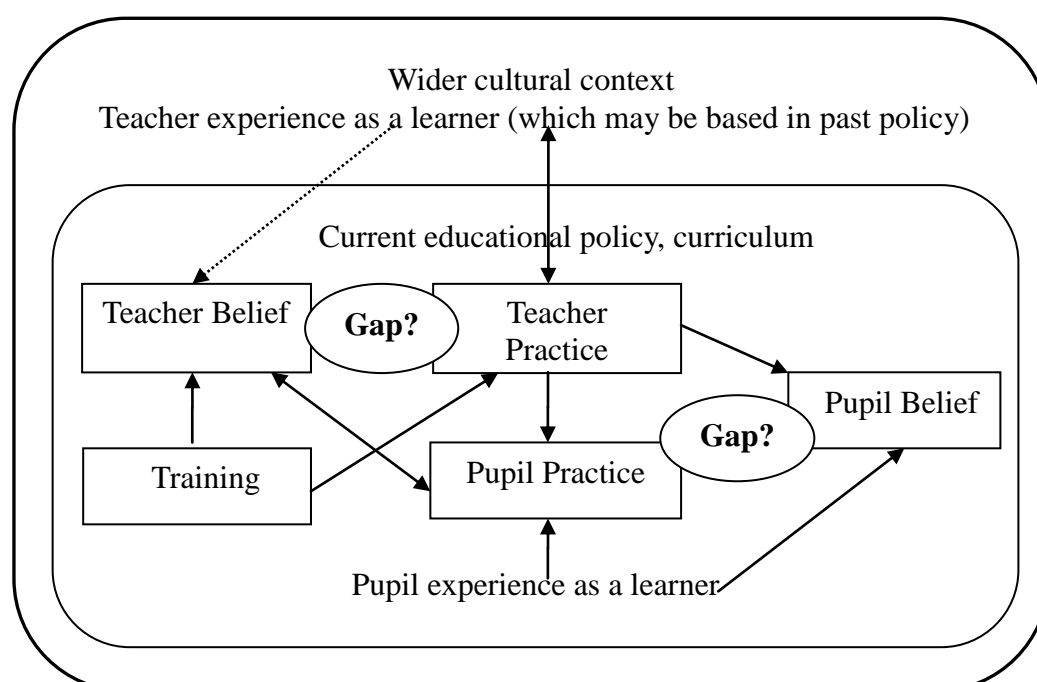 Wider cultural context
Teacher experience as a learner (which may be based in past policy)
Current educational policy, curriculum
Teacher Belief
Gap?
Teacher
Practice
Pupil Belief
Gap?
Training
Pupil Practice
Pupil experience as a learner